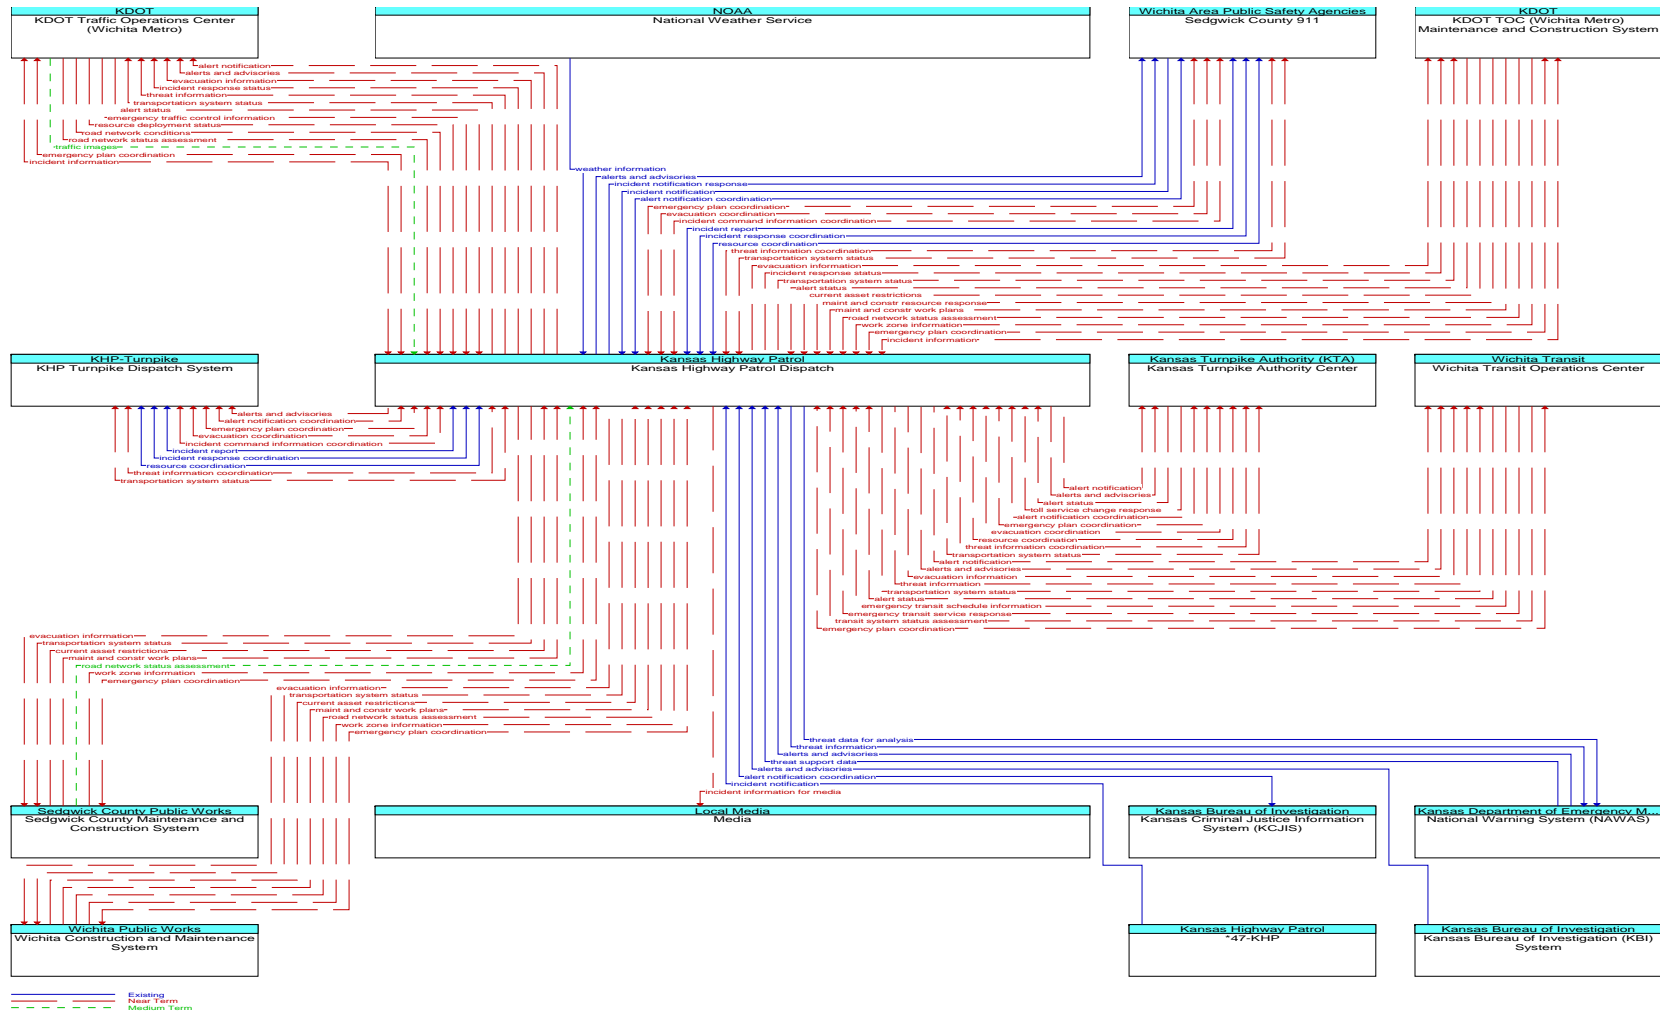 KDOT
KDOT Traffic Operations Center
(Wichita Metro)
NOAA
National Weather Service
Wichita Area Public Safety Agencies
Sedgwick County 911
KDOT
KDOT TOC (Wichita Metro)
Maintenance and Construction System
alert notification
alerts and advisories
evacuation information
incident response status
threat information
transportation system status
alert status
emergency traffic control information
resource deployment status
road network conditions
road network status assessment
traffic images
emergency plan coordination
incident information
weather information
alerts and advisories
incident notification response
incident notification
alert notification coordination
emergency plan coordination
evacuation coordination
incident command information coordination
incident report
incident response coordination
resource coordination
threat information coordination
transportation system status
evacuation information
incident response status
transportation system status
alert status
current asset restrictions
maint and constr resource response
maint and constr work plans
road network status assessment
work zone information
emergency plan coordination
incident information
KHP-Turnpike
KHP Turnpike Dispatch System
Kansas Highway Patrol
Kansas Highway Patrol Dispatch
Kansas Turnpike Authority (KTA)
Kansas Turnpike Authority Center
Wichita Transit
Wichita Transit Operations Center
alerts and advisories
alert notification coordination
emergency plan coordination
evacuation coordination
incident command information coordination
incident report
incident response coordination
resource coordination
threat information coordination
transportation system status
alert notification
alerts and advisories
alert status
toll service change response
alert notification coordination
emergency plan coordination
evacuation coordination
resource coordination
threat information coordination
transportation system status
alert notification
alerts and advisories
evacuation information
threat information
transportation system status
alert status
emergency transit schedule information
emergency transit service response
transit system status assessment
emergency plan coordination
evacuation information
transportation system status
current asset restrictions
maint and constr work plans
road network status assessment
work zone information
emergency plan coordination
evacuation information
transportation system status
current asset restrictions
maint and constr work plans
road network status assessment
work zone information
emergency plan coordination
threat data for analysis
threat information
alerts and advisories
threat support data
alerts and advisories
alert notification coordination
incident notification
incident information for media
Sedgwick County Public Works
Sedgwick County Maintenance and
Construction System
Local Media
Media
Kansas Bureau of Investigation
Kansas Criminal Justice Information
System (KCJIS)
Kansas Department of Emergency M...
National Warning System (NAWAS)
Wichita Public Works
Wichita Construction and Maintenance
System
Kansas Highway Patrol
*47-KHP
Kansas Bureau of Investigation
Kansas Bureau of Investigation (KBI)
System
Existing
Near Term
Medium Term